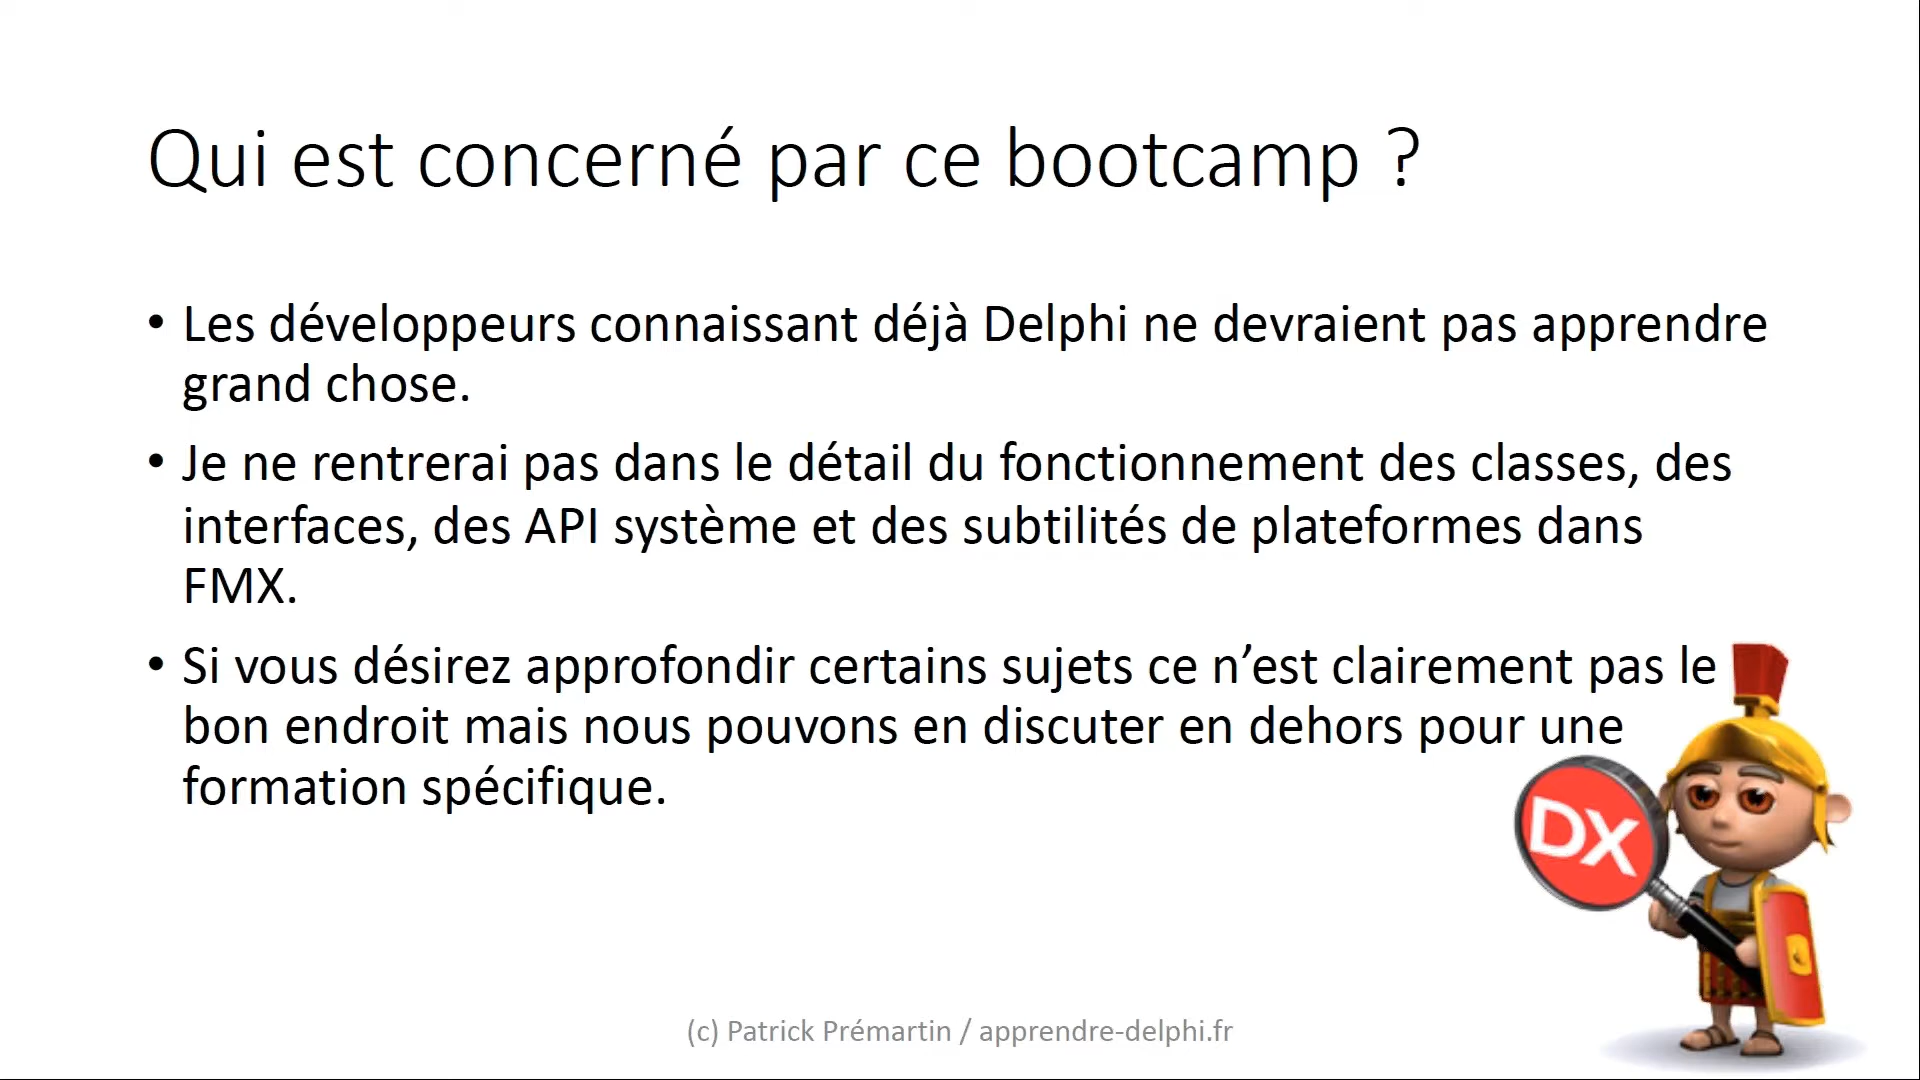 Qui est concerné par ce bootcamp ?
• Les développeurs connaissant déjà Delphi ne devraient pas apprendre
grand chose.
• Je ne rentrerai pas dans le détail du fonctionnement des classes, des
interfaces, des API système et des subtilités de plateformes dans
FMX.
• Si vous désirez approfondir certains sujets ce n’est clairement pas le
bon endroit mais nous pouvons en discuter en dehors pour une
formation spécifique.
DX
(c) Patrick Prémartin / apprendre-delphi.fr